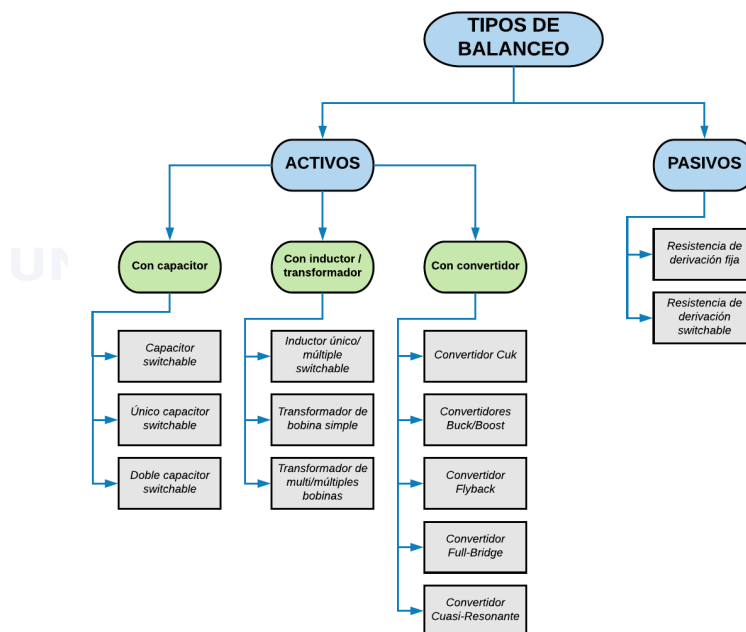 TIPOS DE
BALANCEO
ACTIVOS
PASIVOS
Con capacitor
Con inductor /
transformador
Con convertidor
Resistencia de
derivación fija
Resistencia de
derivación
switchable
Capacitor
switchable
Único capacitor
switchable
Doble capacitor
switchable
Inductor único/
múltiple
switchable
Transformador de
bobina simple
Transformador de
multi/múltiples
bobinas
Convertidor Cuk
Convertidores
Buck/Boost
Convertidor
Flyback
Convertidor
Full-Bridge
Convertidor
Cuasi-Resonante